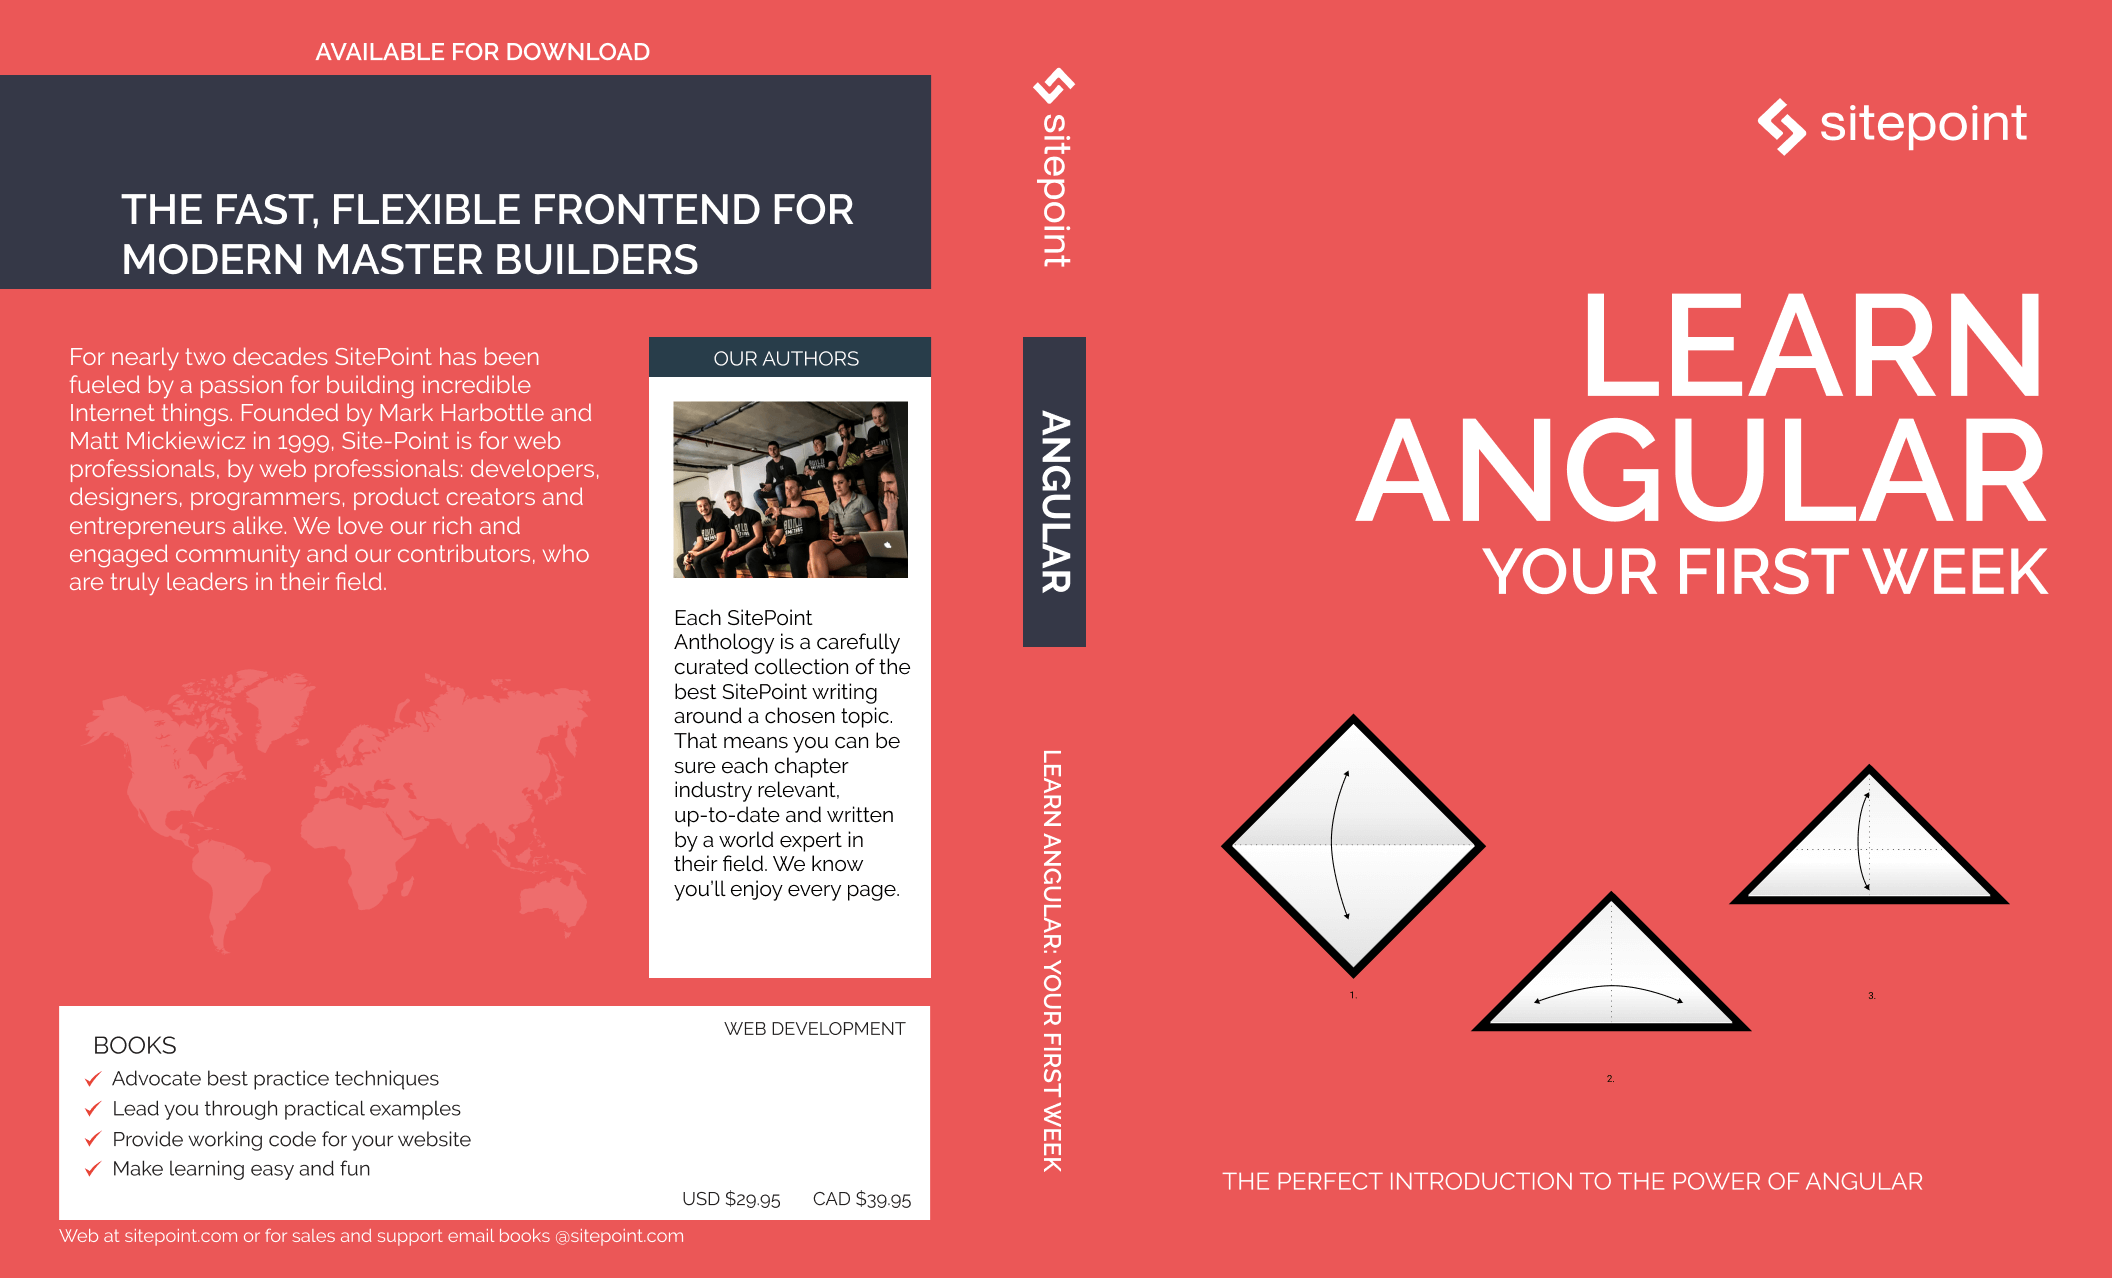 AVAILABLE FOR DOWNLOAD
THE FAST, FLEXIBLE FRONTEND FOR
MODERN MASTER BUILDERS
For nearly two decades SitePoint has been
fueled by a passion for building incredible
Internet things. Founded by Mark Harbottle and
Matt Mickiewicz in 1999, Site-Point is for web
professionals, by web professionals: developers,
designers, programmers, product creators and
entrepreneurs alike. We love our rich and
engaged community and our contributors, who
are truly leaders in their field.
OUR AUTHORS
Each SitePoint
Anthology is a carefully
curated collection of the
best SitePoint writing
around a chosen topic.
That means you can be
sure each chapter
industry relevant,
up-to-date and written
by a world expert in
their field. We know
you'll enjoy every page.
WEB DEVELOPMENT
BOOKS
Advocate best practice techniques
Lead you through practical examples
Provide working code for your website
Make learning easy and fun
USD $29.95 CAD $39.95
Web at sitepoint.com or for sales and support email books @sitepoint.com
sitepoint
ANGULAR
LEARN ANGULAR: YOUR FIRST WEEK
sitepoint
LEARN
ANGULAR
YOUR FIRST WEEK
1.
2.
3.
THE PERFECT INTRODUCTION TO THE POWER OF ANGULAR